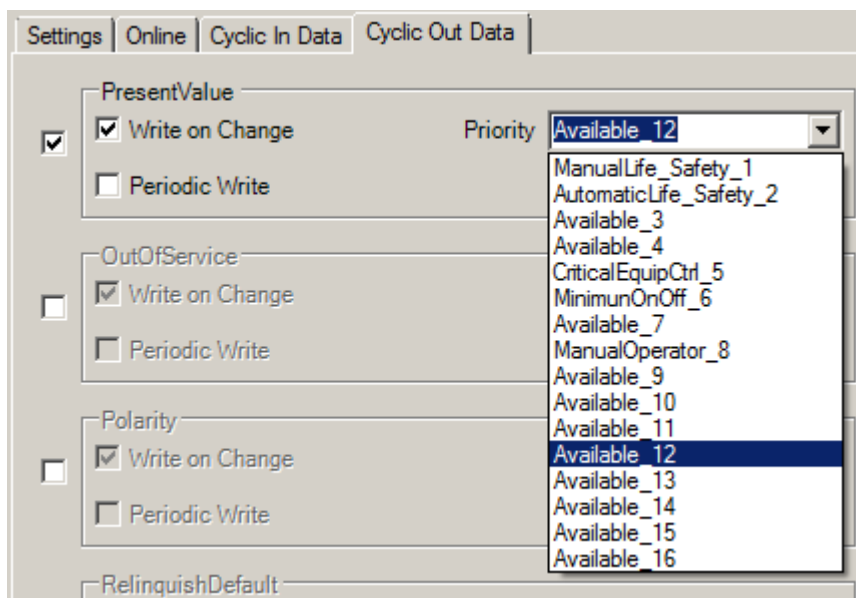 Settings Online Cyclic In Data Cyclic Out Data
PresentValue
Write on Change Priority Available_12
Periodic Write
ManualLife_Safety_1
AutomaticLife_Safety_2
Available_3
Available_4
CriticalEquipCtrl_5
MinimunOnOff_6
Available_7
ManualOperator_8
Available_9
Available_10
Available_11
Available_12
Available_13
Available_14
Available_15
Available_16
OutOfService
Write on Change
Periodic Write
Polarity
Write on Change
Periodic Write
RelinquishDefault